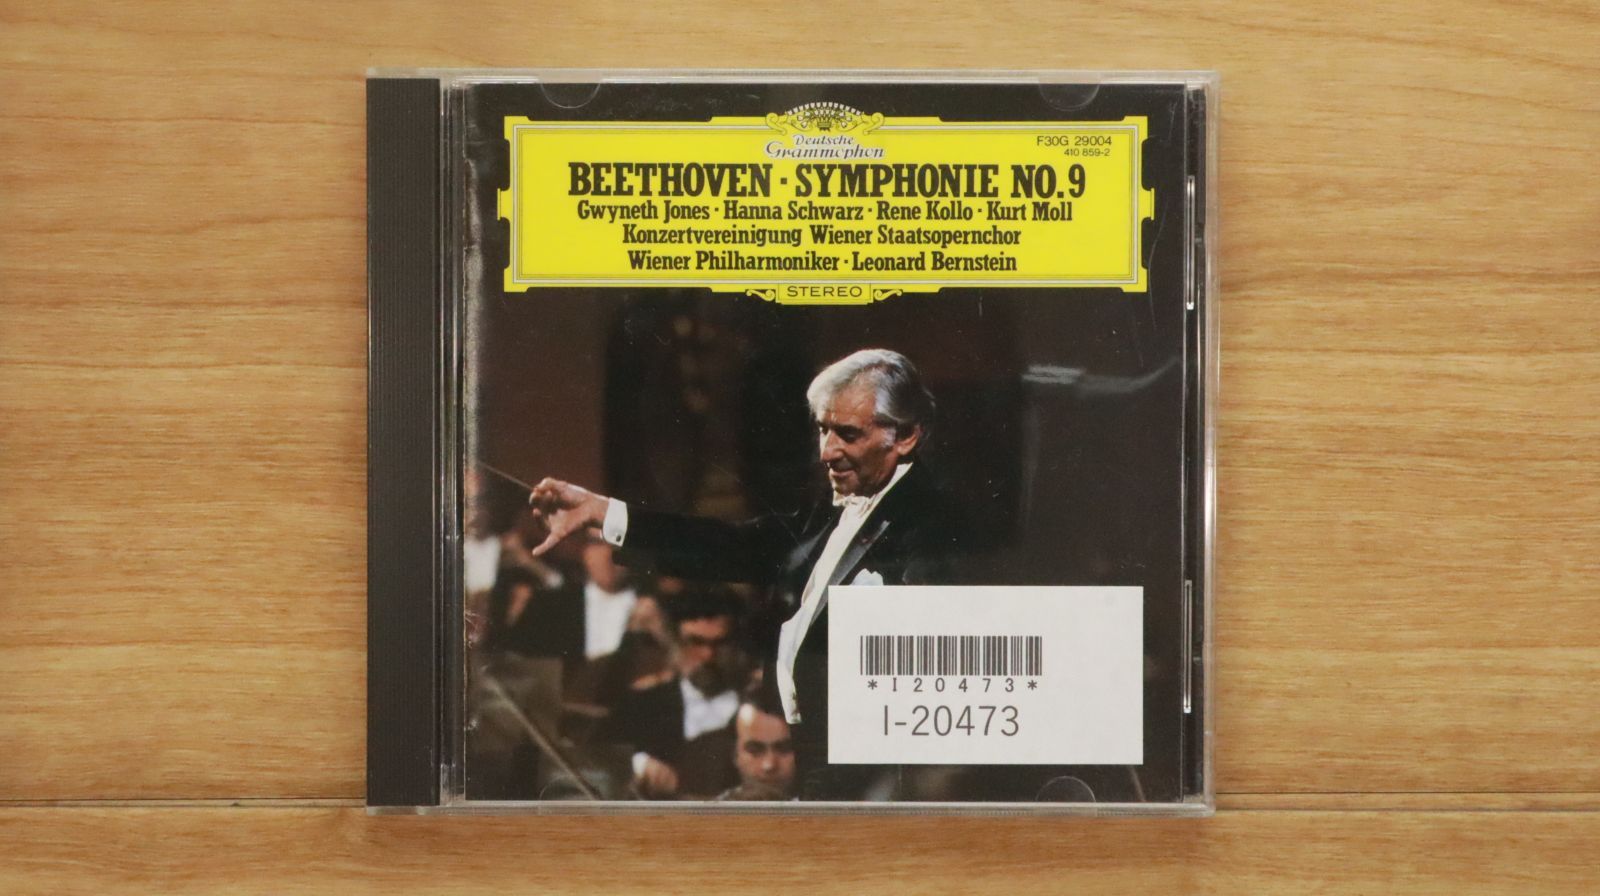 Deutsche
Grammophon
F30G 29004
410 859-2
BEETHOVEN · SYMPHONIE NO. 9
Gwyneth Jones · Hanna Schwarz · Rene Kollo · Kurt Moll
Konzertvereinigung Wiener Staatsopernchor
Wiener Philharmoniker · Leonard Bernstein
STEREO
*I20473*
I-20473